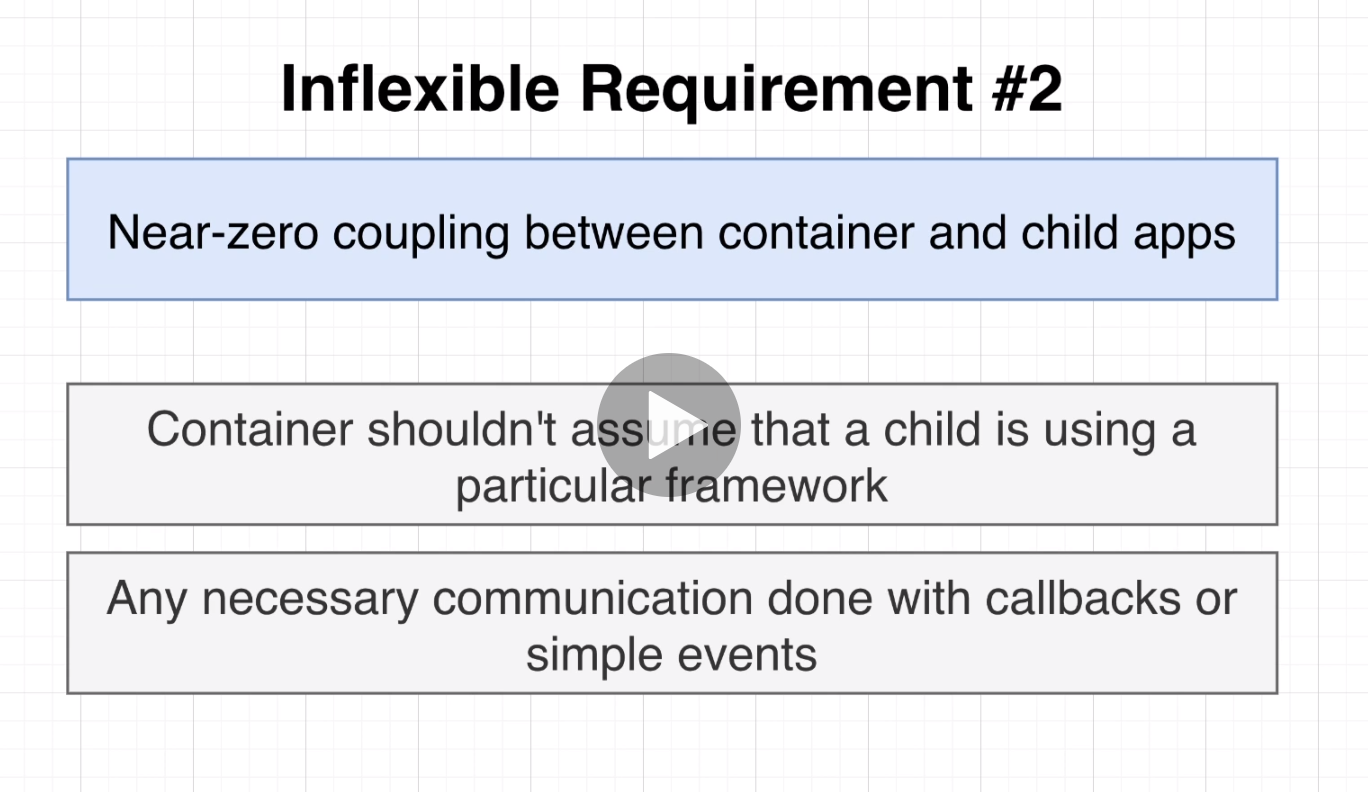 Inflexible Requirement #2
Near-zero coupling between container and child apps
Container shouldn't assume that a child is using a
particular framework
Any necessary communication done with callbacks or
simple events